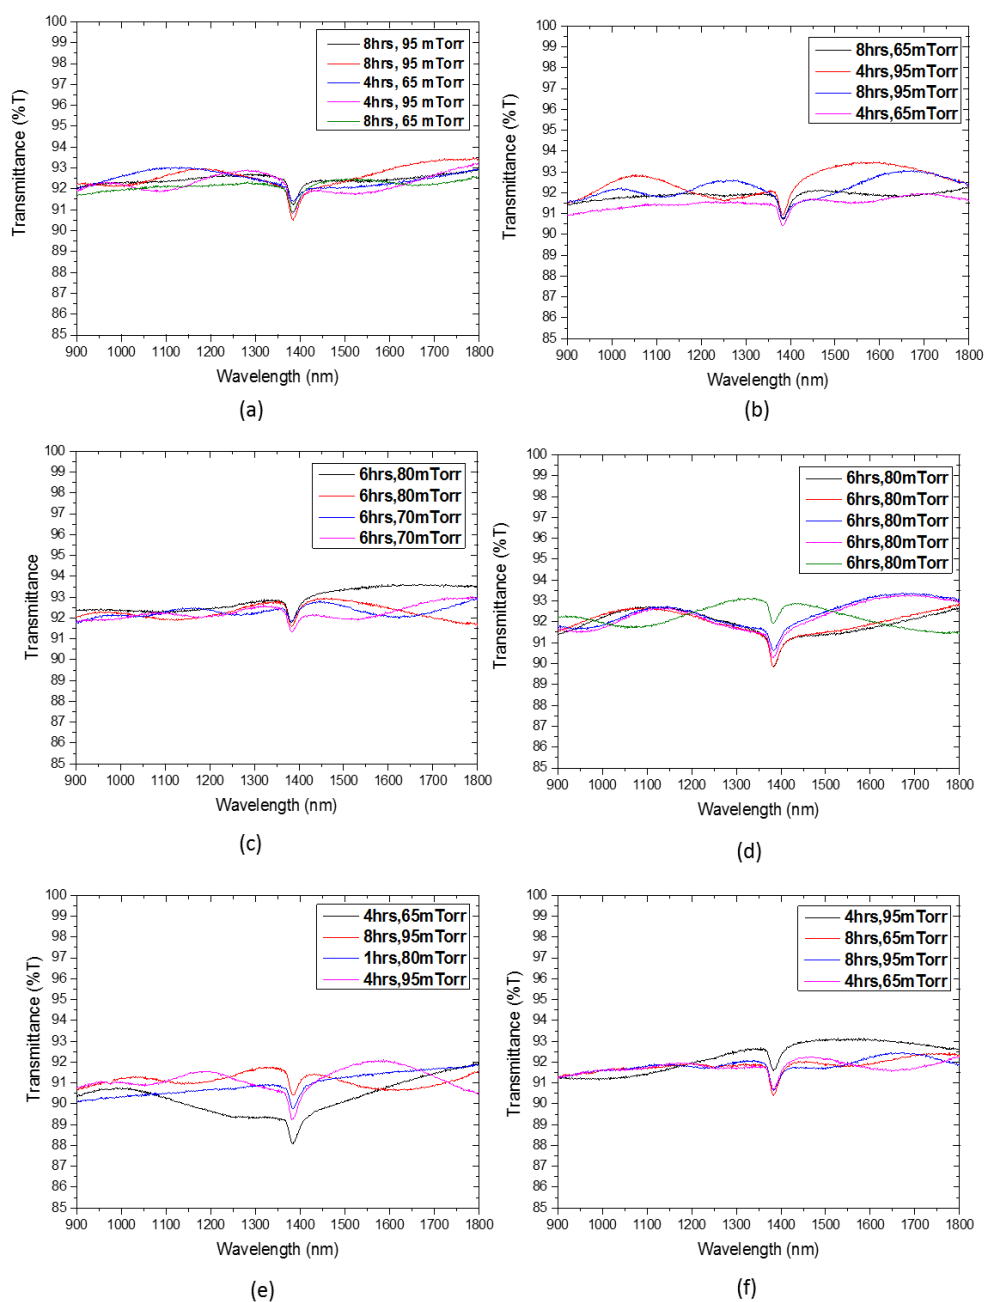 100
99
98
97
96
95
94
93
92
91
90
89
88
87
86
85
Transmittance (%T)
8hrs, 95 mTorr
8hrs, 95 mTorr
4hrs, 65 mTorr
4hrs, 95 mTorr
8hrs, 65 mTorr
900 1000 1100 1200 1300 1400 1500 1600 1700 1800
Wavelength (nm)
(a)
100
99
98
97
96
95
94
93
92
91
90
89
88
87
86
85
Transmittance (%T)
8hrs,65mTorr
4hrs,95mTorr
8hrs,95mTorr
4hrs,65mTorr
900 1000 1100 1200 1300 1400 1500 1600 1700 1800
Wavelength (nm)
(b)
100
99
98
97
96
95
94
93
92
91
90
89
88
87
86
85
Transmittance
6hrs,80mTorr
6hrs,80mTorr
6hrs,70mTorr
6hrs,70mTorr
900 1000 1100 1200 1300 1400 1500 1600 1700 1800
Wavelength (nm)
(c)
100
99
98
97
96
95
94
93
92
91
90
89
88
87
86
85
Transmittance (%T)
6hrs,80mTorr
6hrs,80mTorr
6hrs,80mTorr
6hrs,80mTorr
6hrs,80mTorr
900 1000 1100 1200 1300 1400 1500 1600 1700 1800
Wavelength (nm)
(d)
100
99
98
97
96
95
94
93
92
91
90
89
88
87
86
85
Transmittance (%T)
4hrs,65mTorr
8hrs,95mTorr
1hrs,80mTorr
4hrs,95mTorr
900 1000 1100 1200 1300 1400 1500 1600 1700 1800
Wavelength (nm)
(e)
100
99
98
97
96
95
94
93
92
91
90
89
88
87
86
85
Transmittance (%T)
4hrs,95mTorr
8hrs,65mTorr
8hrs,95mTorr
4hrs,65mTorr
900 1000 1100 1200 1300 1400 1500 1600 1700 1800
Wavelength (nm)
(f)